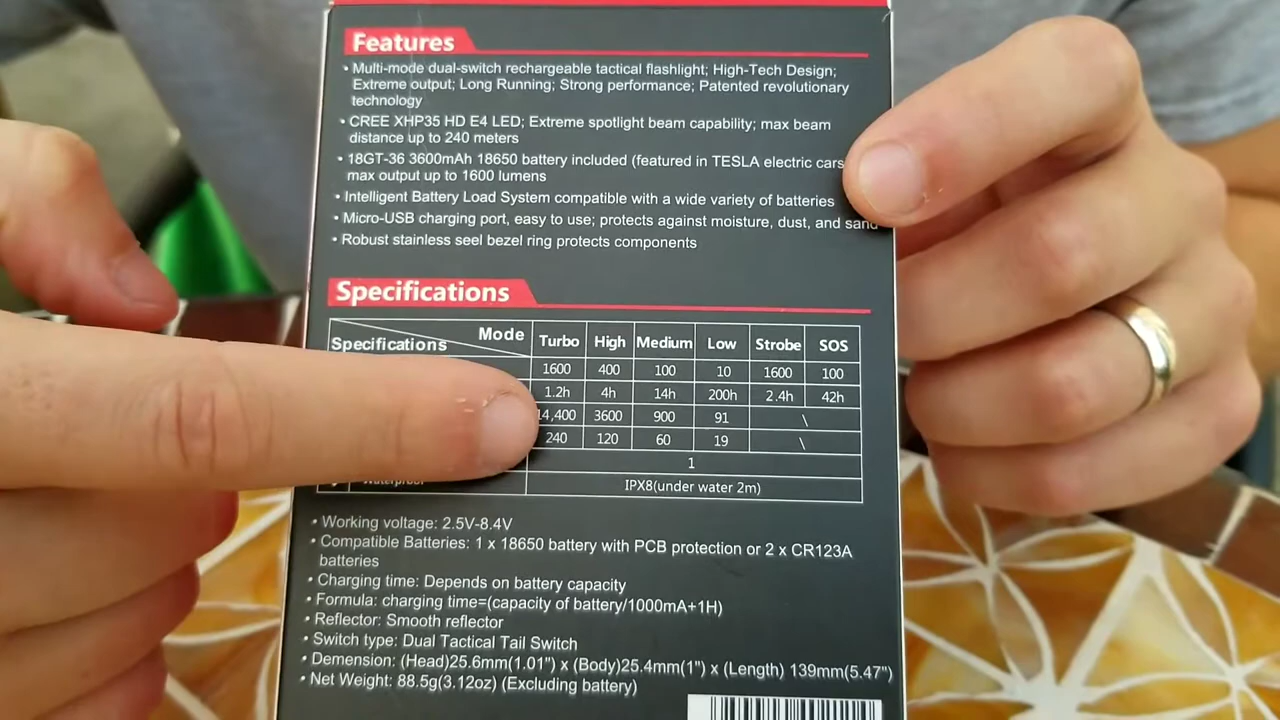 Features
• Multi-mode dual-switch rechargeable tactical flashlight; High-Tech Design;
Extreme output; Long Running; Strong performance; Patented revolutionary
technology
• CREE XHP35 HD E4 LED; Extreme spotlight beam capability; max beam
distance up to 240 meters
• 18GT-36 3600mAh 18650 battery included (featured in TESLA electric cars
max output up to 1600 lumens
• Intelligent Battery Load System compatible with a wide variety of batteries
• Micro-USB charging port, easy to use; protects against moisture, dust, and sand
• Robust stainless seel bezel ring protects components
Specifications
Specifications Mode Turbo High Medium Low Strobe SOS
1600 400 100 10 1600 100
1.2h 4h 14h 200h 2.4h 42h
14,400 3600 900 91 \
240 120 60 19 \
1
Waterproof IPX8(under water 2m)
• Working voltage: 2.5V-8.4V
• Compatible Batteries: 1 x 18650 battery with PCB protection or 2 x CR123A
batteries
• Charging time: Depends on battery capacity
• Formula: charging time=(capacity of battery/1000mA+1H)
• Reflector: Smooth reflector
• Switch type: Dual Tactical Tail Switch
• Demension: (Head)25.6mm(1.01") x (Body)25.4mm(1") x (Length) 139mm(5.47")
• Net Weight: 88.5g(3.12oz) (Excluding battery)